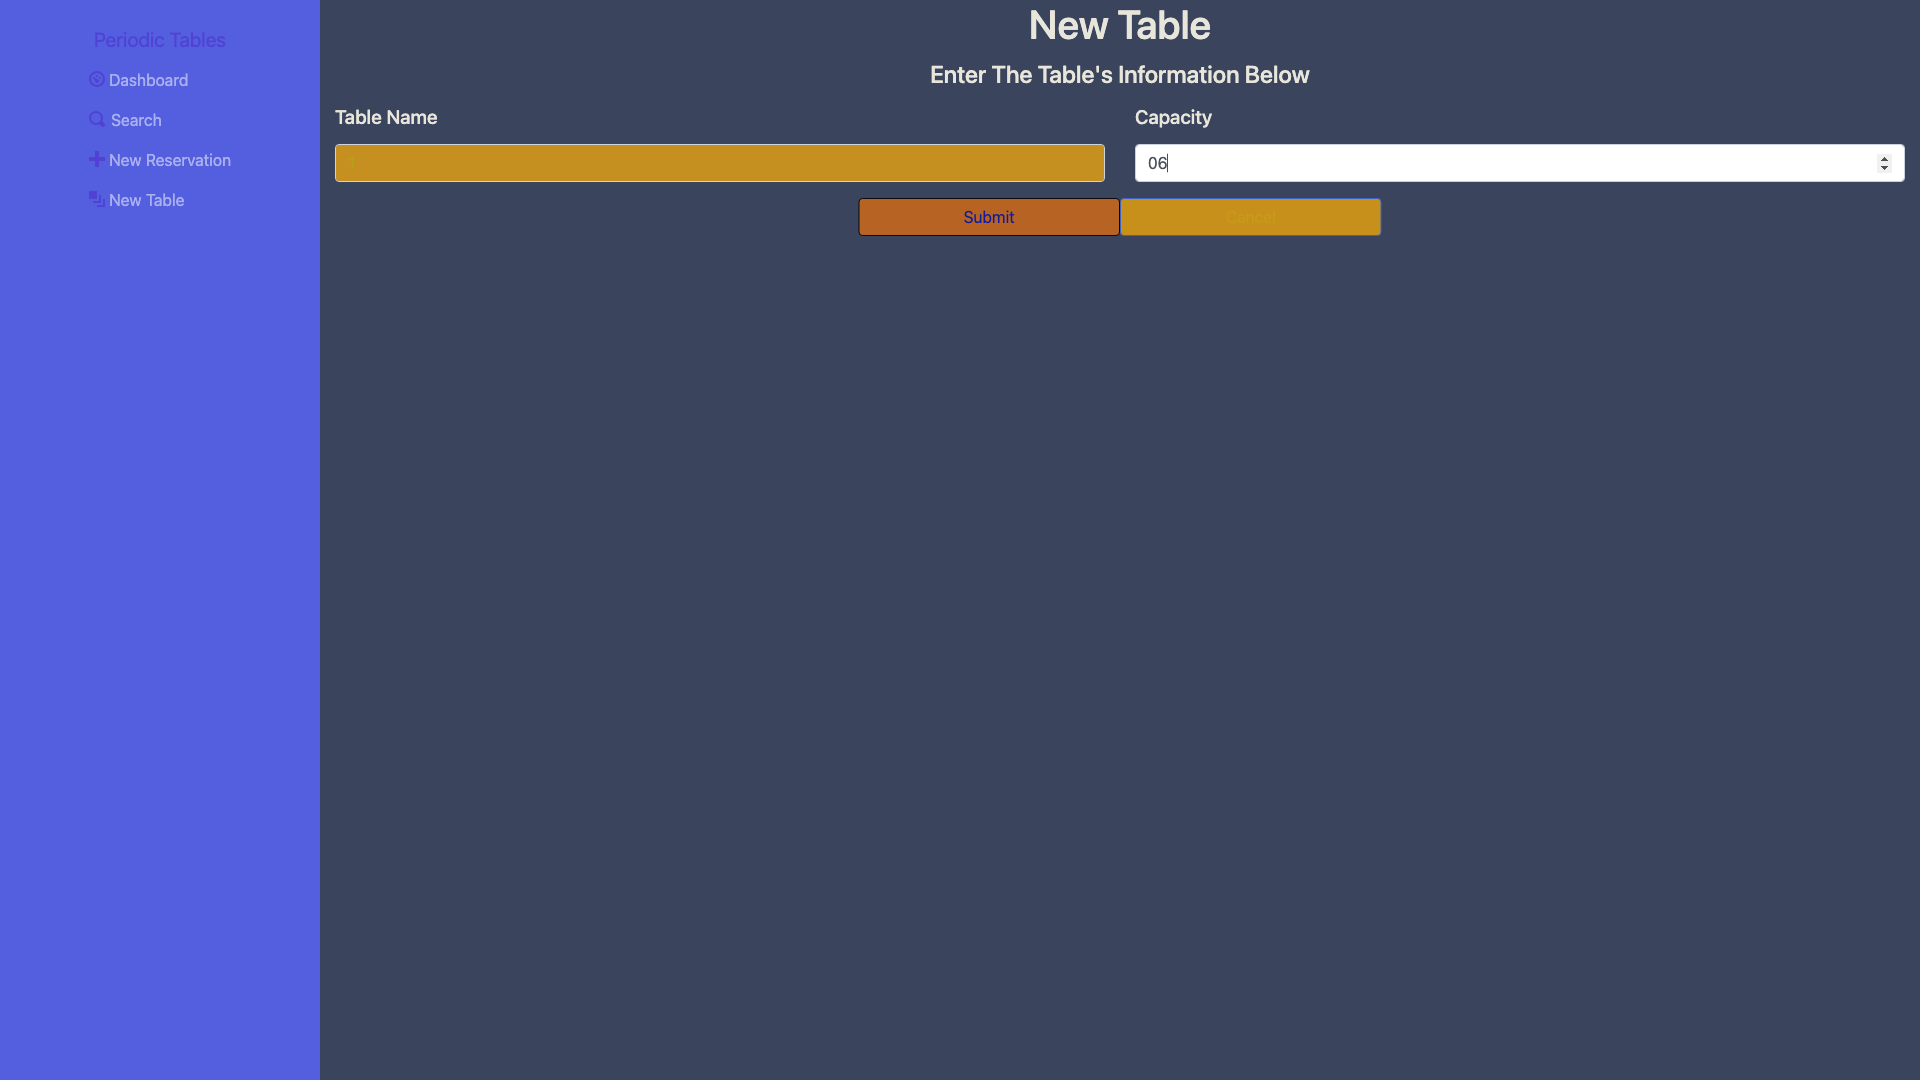 Periodic Tables
Dashboard
Search
New Reservation
New Table
New Table
Enter The Table's Information Below
Table Name
Capacity
06
Submit
Cancel